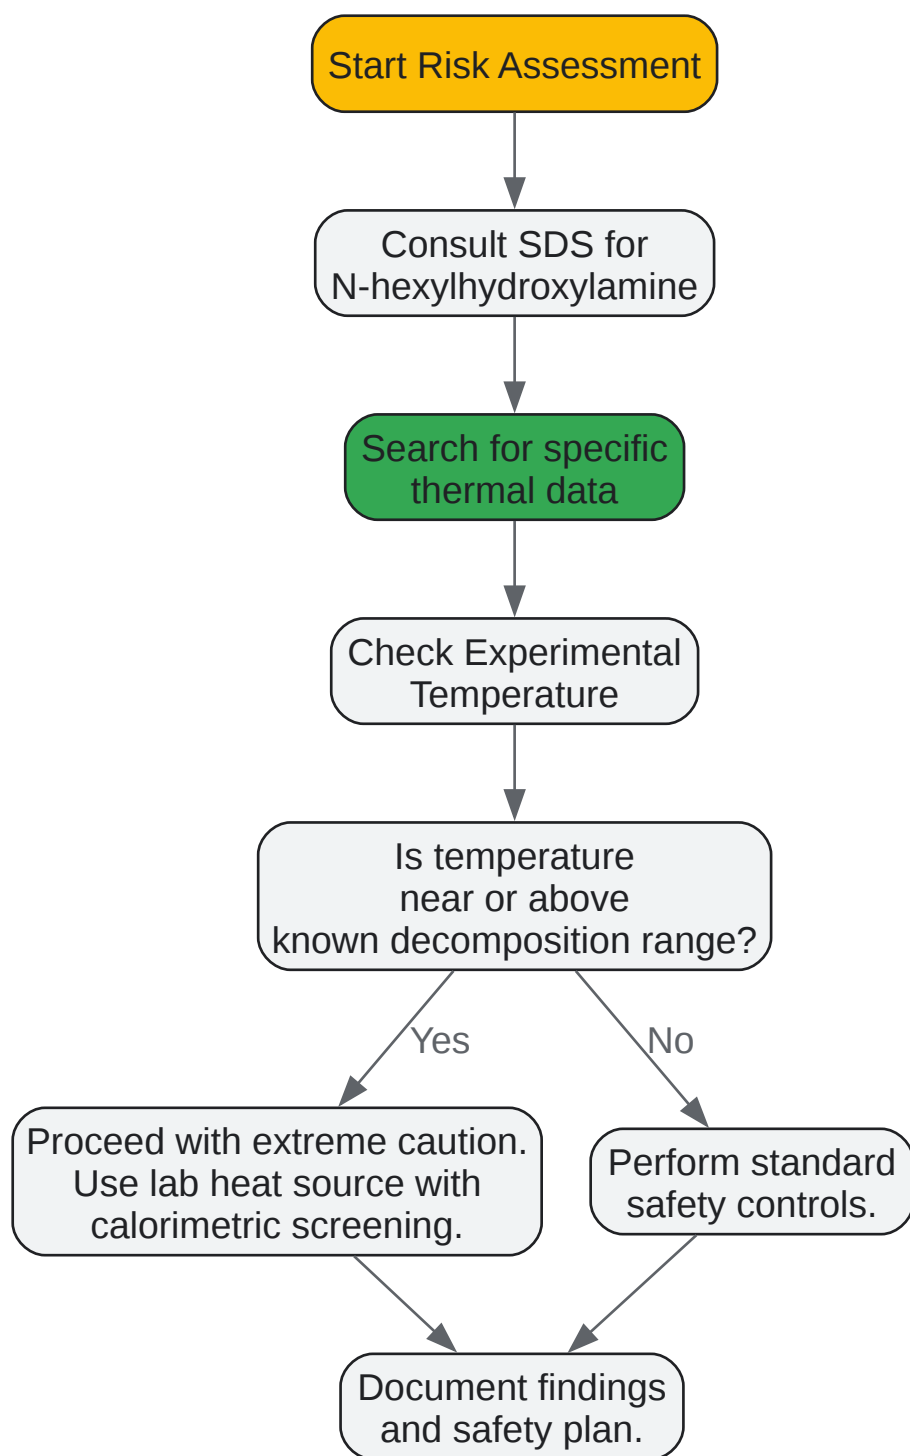 Start Risk Assessment
Consult SDS for
N-hexylhydroxylamine
Search for specific
thermal data
Check Experimental
Temperature
Is temperature
near or above
known decomposition range?
Yes
No
Proceed with extreme caution.
Use lab heat source with
calorimetric screening.
Perform standard
safety controls.
Document findings
and safety plan.